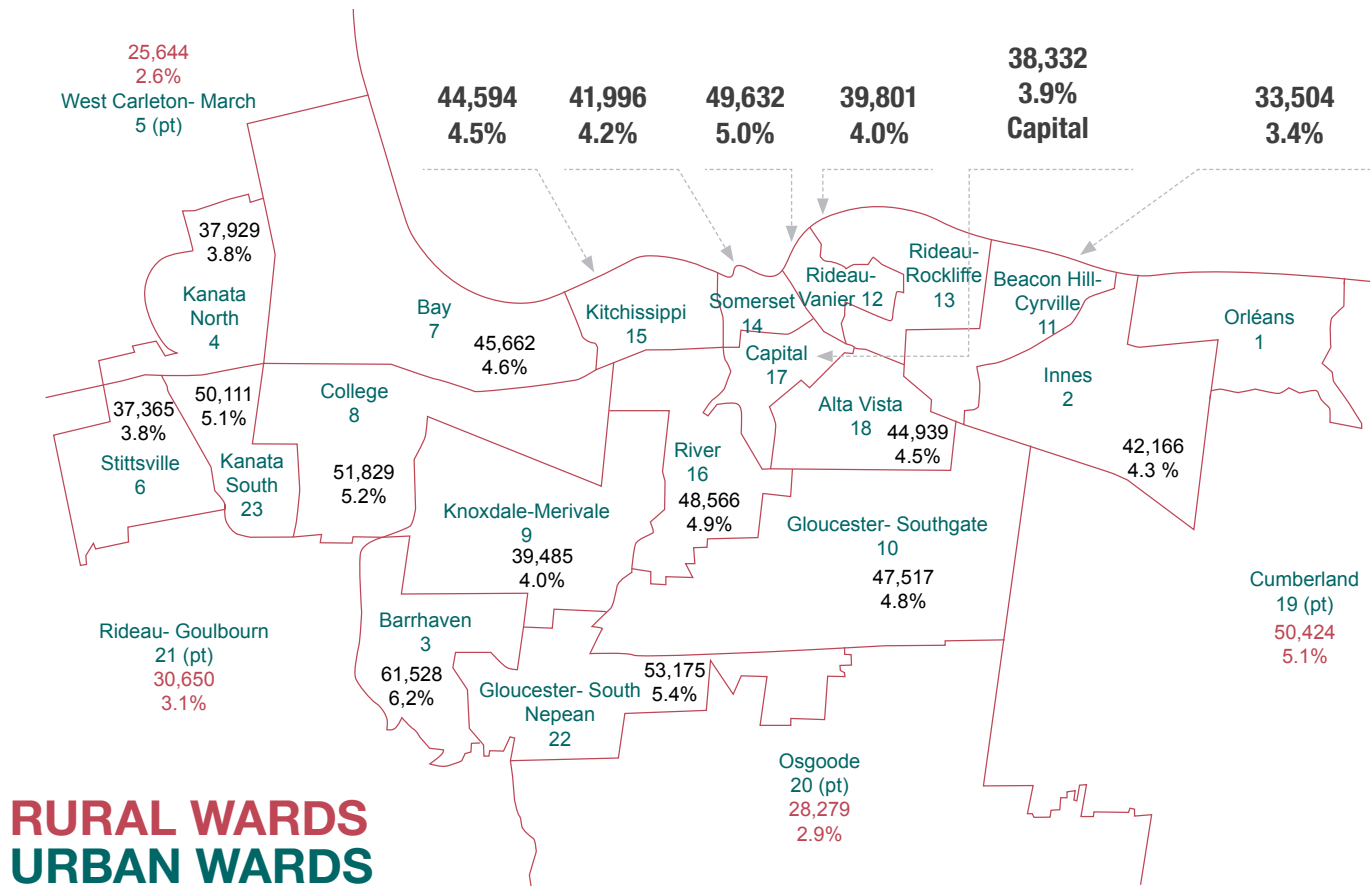 25,644
2.6%
West Carleton- March
5 (pt)
44,594
4.5%
41,996
4.2%
49,632
5.0%
39,801
4.0%
38,332
3.9%
Capital
33,504
3.4%
37,929
3.8%
Kanata
North
4
Bay
7
45,662
4.6%
Kitchissippi
15
Somerset
14
Rideau-
Vanier 12
Rideau-
Rockliffe
13
Beacon Hill-
Cyrville
11
Orléans
1
Capital
17
Innes
2
42,166
4.3 %
37,365
3.8%
Stittsville
6
50,111
5.1%
Kanata
South
23
College
8
51,829
5.2%
Alta Vista
18
44,939
4.5%
River
16
48,566
4.9%
Knoxdale-Merivale
9
39,485
4.0%
Gloucester- Southgate
10
47,517
4.8%
Cumberland
19 (pt)
50,424
5.1%
Rideau- Goulbourn
21 (pt)
30,650
3.1%
Barrhaven
3
61,528
6,2%
53,175
5.4%
Gloucester- South
Nepean
22
Osgoode
20 (pt)
28,279
2.9%
RURAL WARDS
URBAN WARDS